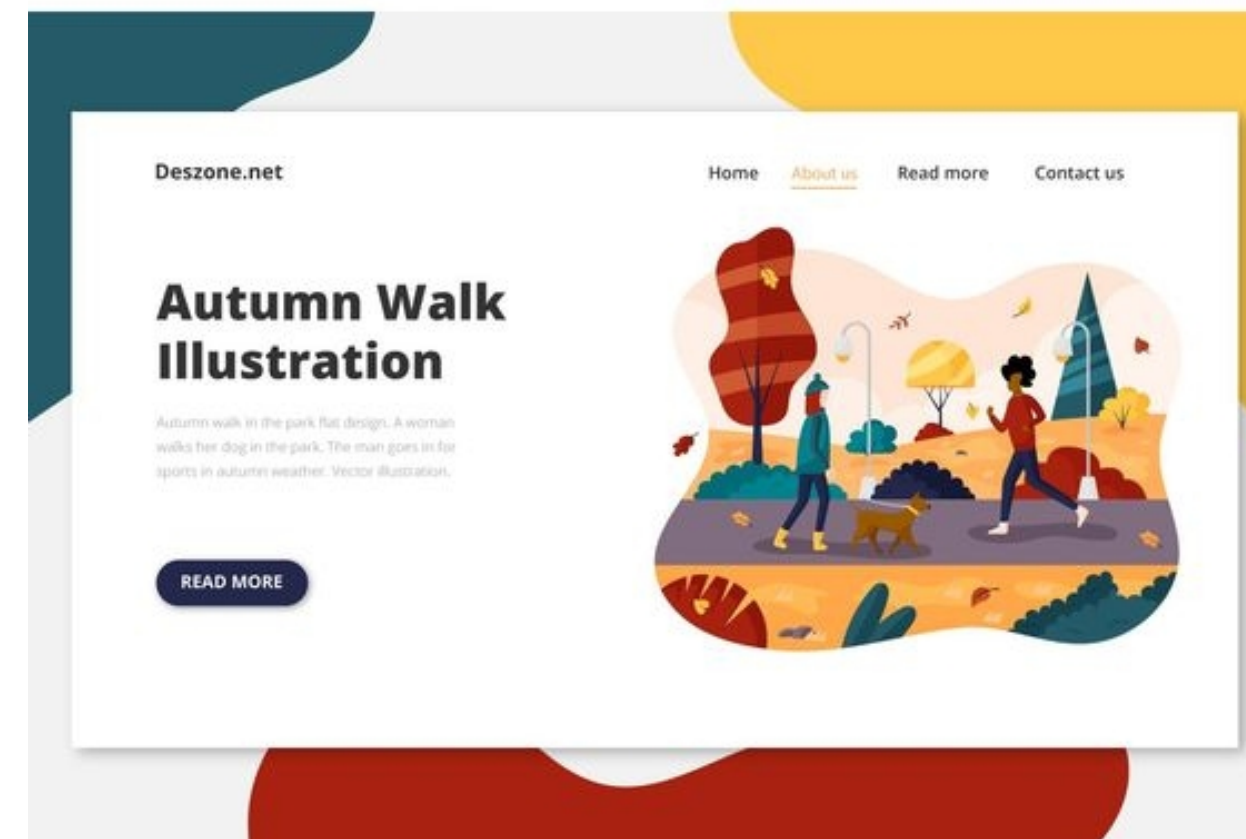 Deszone.net
Home About us Read more Contact us
Autumn Walk
Illustration
Autumn walk in the park flat design. A woman
walks her dog in the park. The man goes in for
sports in autumn weather. Vector illustration.
READ MORE